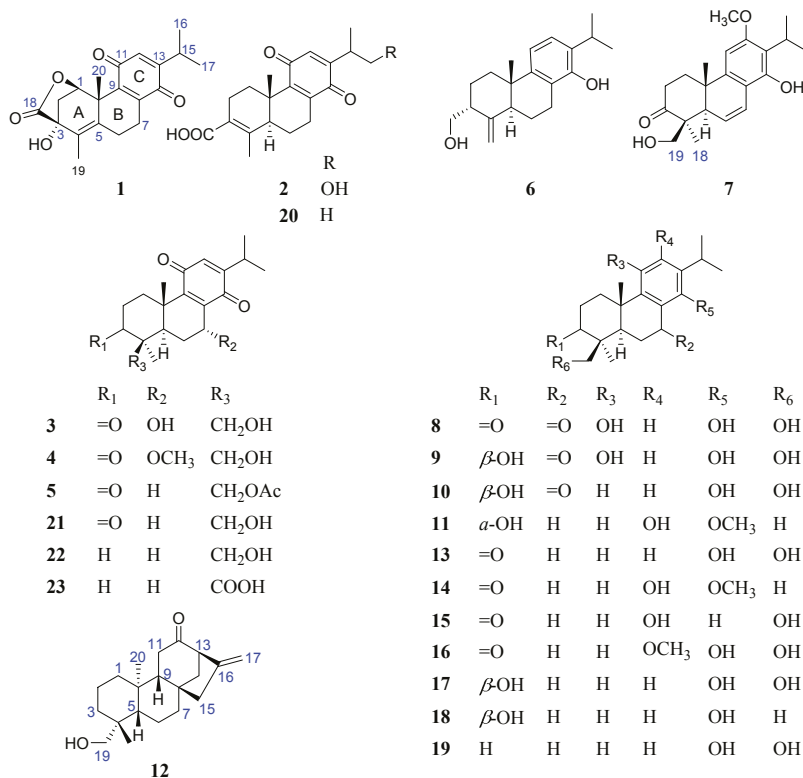 16
15
17
11
C
13
O
O
1
20
9
O
18
O
A
B
7
3
5
HO
19
1
R
O
O
HOOC
H
R
2 OH
20 H
OH
HO
H
6
H₃CO
OH
O
HO
H
19
18
7
O
O
R₁
R₂
R₃
H
R₁ R₂ R₃
3 =O OH CH₂OH
4 =O OCH₃ CH₂OH
5 =O H CH₂OAc
21 =O H CH₂OH
22 H H CH₂OH
23 H H COOH
R₄
R₃
R₅
R₁
R₂
R₆
H
R₁ R₂ R₃ R₄ R₅ R₆
8 =O =O OH H OH OH
9 β-OH =O OH H OH OH
10 β-OH =O H H OH OH
11 a-OH H H OH OCH₃ H
13 =O H H H OH OH
14 =O H H OH OCH₃ H
15 =O H H OH H OH
16 =O H H OCH₃ OH OH
17 β-OH H H H OH OH
18 β-OH H H H OH H
19 H H H H OH OH
O
11
13
20
17
1
9
16
H
3
5
7
15
H
HO
19
12